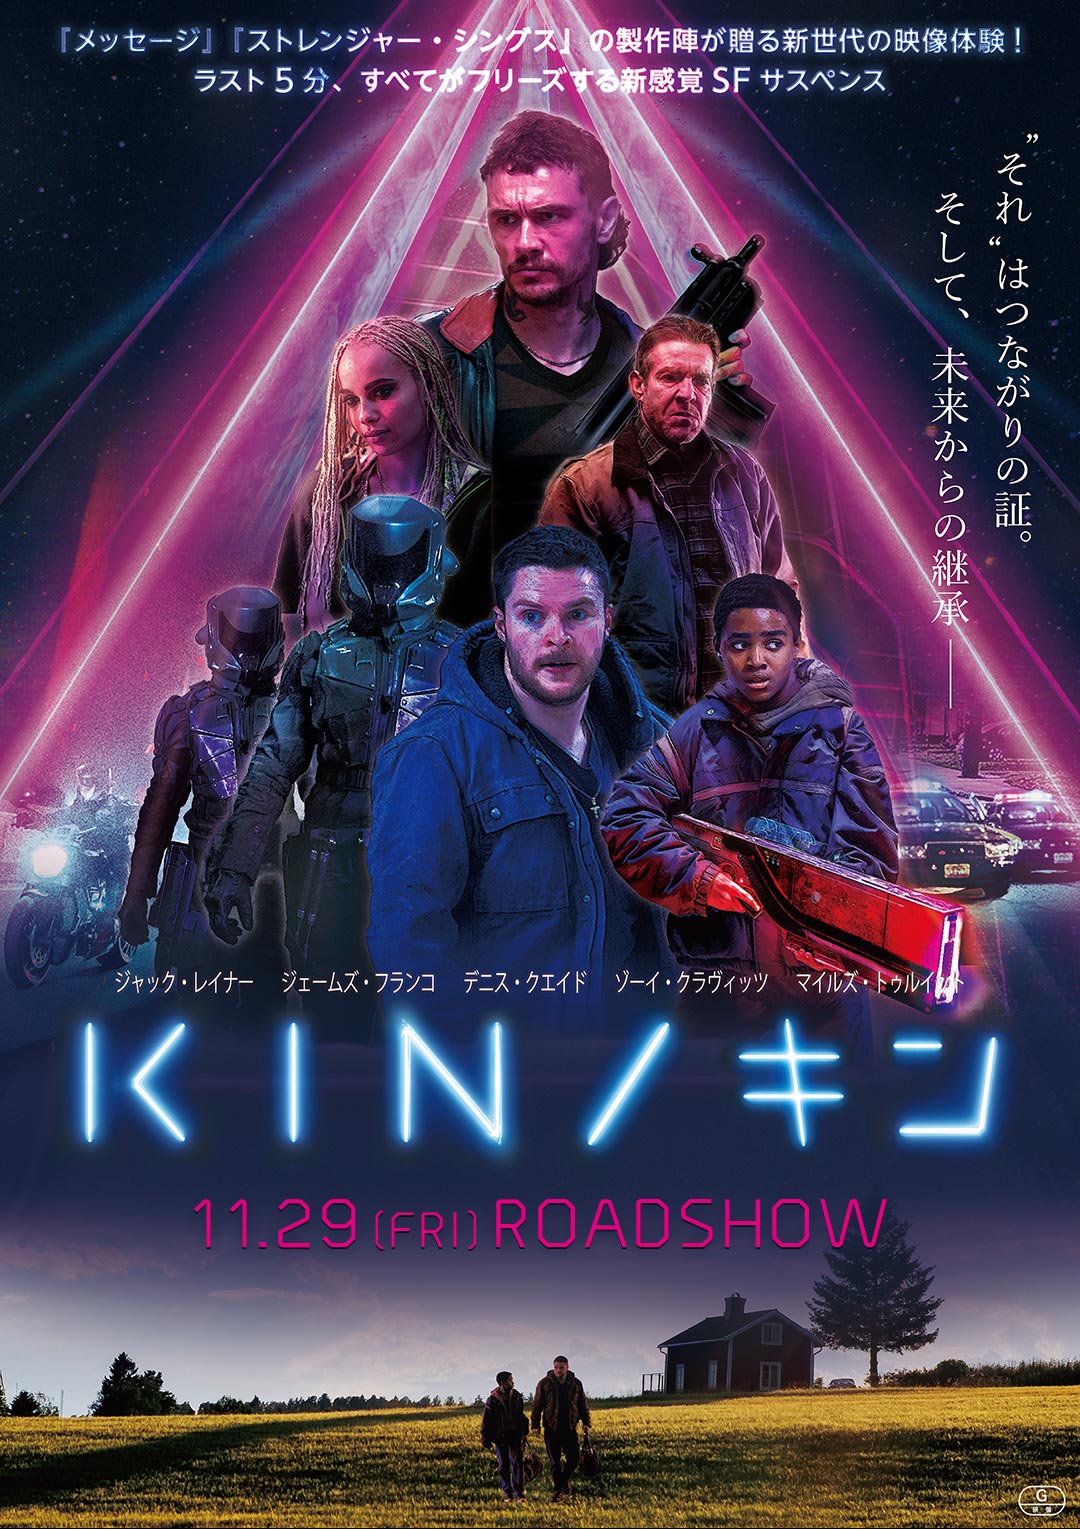 『メッセージ』『ストレンジャー・シングス』の製作陣が贈る新世代の映像体験！
ラスト5分、すべてがフリーズする新感覚SFサスペンス
”それ“はつながりの証。
そして、未来からの継承――
ジャック・レイナー ジェームズ・フランコ デニス・クエイド ゾーイ・クラヴィッツ マイルズ・トゥルイット
KIN/キン
11.29(FRI)ROADSHOW
G
映倫